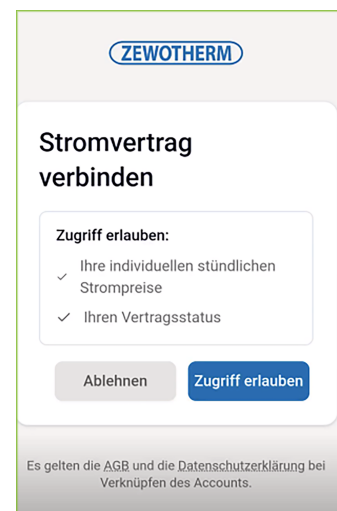 ZEWOTHERM
Stromvertrag
verbinden
Zugriff erlauben:
Ihre individuellen stündlichen
Strompreise
Ihren Vertragsstatus
Ablehnen
Zugriff erlauben
Es gelten die AGB und die Datenschutzerklärung bei
Verknüpfen des Accounts.